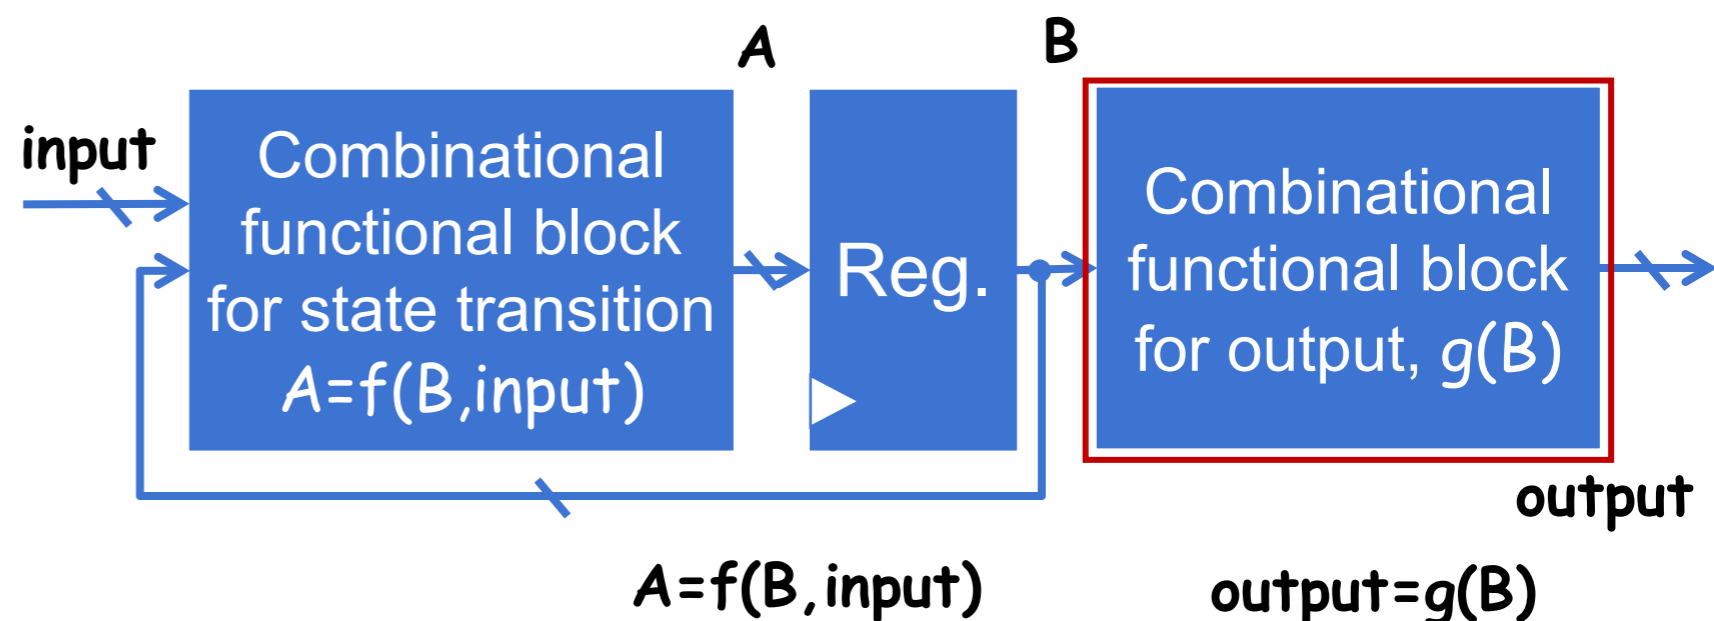 A
B
input
Combinational
functional block
for state transition
A=f(B,input)
Reg.
Combinational
functional block
for output, g(B)
output
A=f(B,input)
output=g(B)